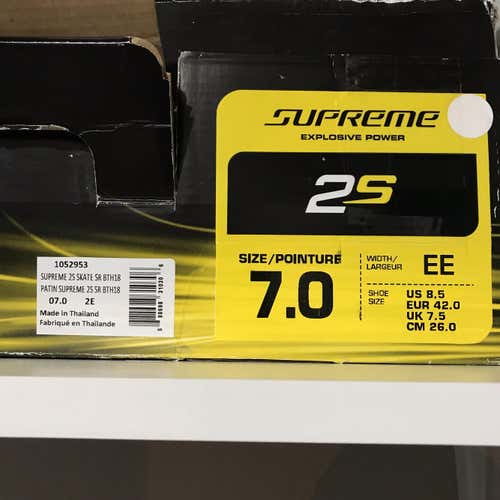 SUPREME
EXPLOSIVE POWER
2S
SIZE/POINTURE
7.0
WIDTH/
LARGEUR
EE
SHOE
SIZE
US 8.5
EUR 42.0
UK 7.5
CM 26.0
1052953
SUPREME 2S SKATE SR BTH18
PATIN SUPREME 2S SR BTH18
07.0 2E
Made in Thailand
Fabriqué en Thaïlande